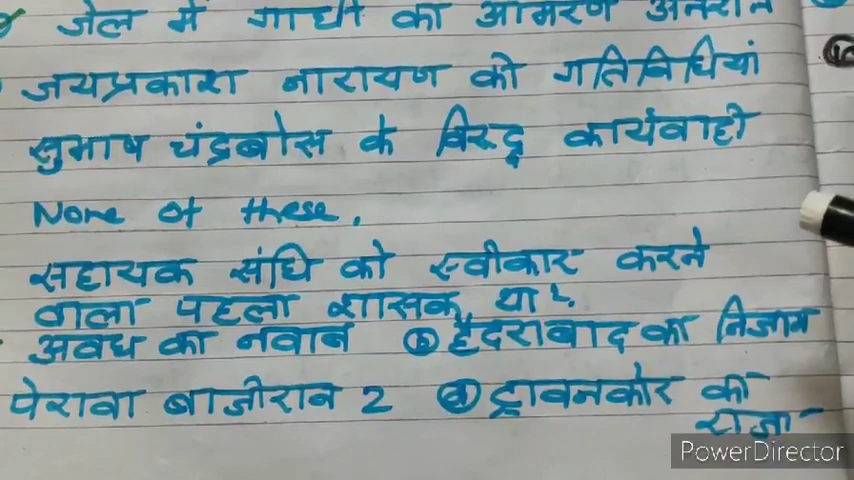 जेल में गांधी का आमरण अनशन
जयप्रकाश नारायण की गतिविधियां
सुभाष चंद्रबोस के विरुद्ध कार्यवाही
None of these.
सहायक संधि को स्वीकार करने
वाला पहला शासक था?
अवध का नवाब (b) हैदराबाद का निजाम
पेशवा बाजीराव 2 (d) ट्रावनकोर का
राजा
PowerDirector